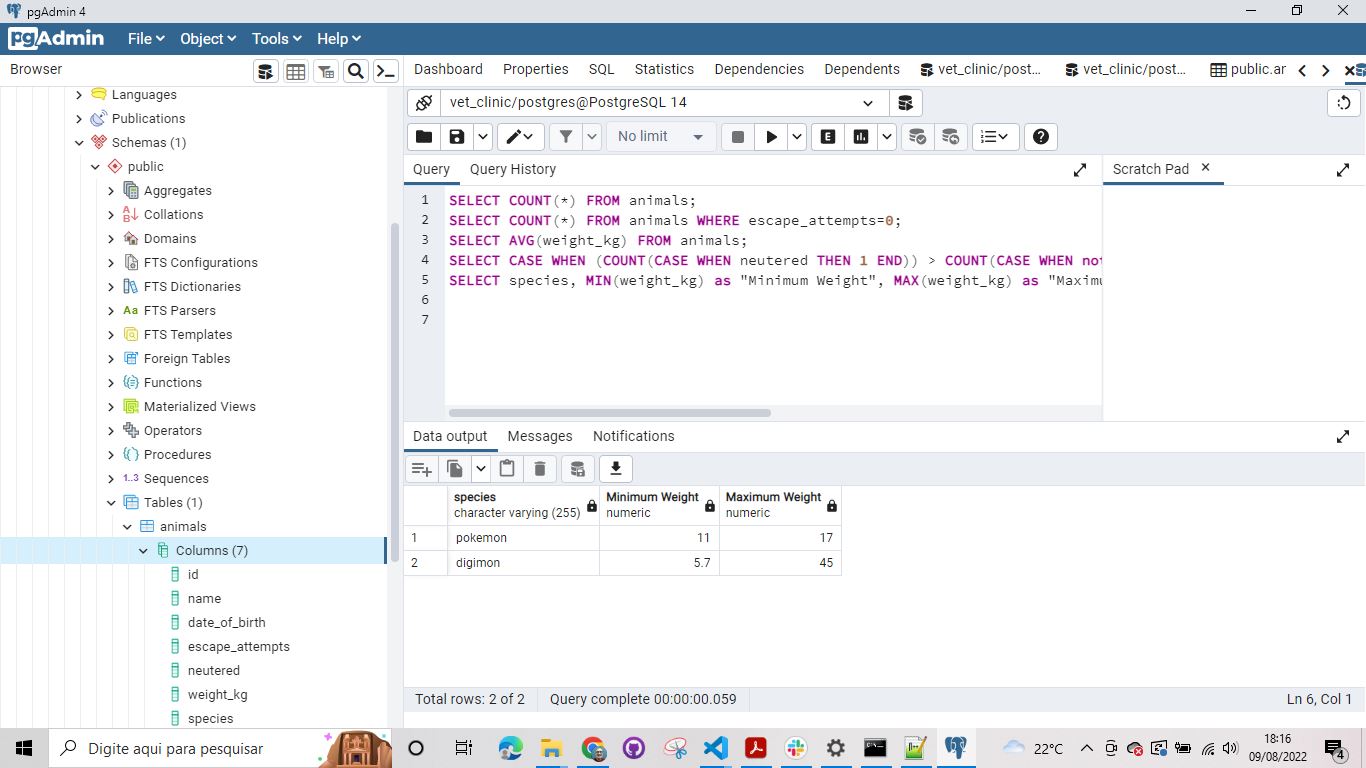 pgAdmin 4
pgAdmin File Object Tools Help
Browser
Dashboard Properties SQL Statistics Dependencies Dependents vet_clinic/post... vet_clinic/post... public.ar
Languages
Publications
Schemas (1)
public
Aggregates
Collations
Domains
FTS Configurations
FTS Dictionaries
FTS Parsers
FTS Templates
Foreign Tables
Functions
Materialized Views
Operators
Procedures
1..3 Sequences
Tables (1)
animals
Columns (7)
id
name
date_of_birth
escape_attempts
neutered
weight_kg
species
vet_clinic/postgres@PostgreSQL 14
No limit
Query Query History
Scratch Pad
1 SELECT COUNT(*) FROM animals;
2 SELECT COUNT(*) FROM animals WHERE escape_attempts=0;
3 SELECT AVG(weight_kg) FROM animals;
4 SELECT CASE WHEN (COUNT(CASE WHEN neutered THEN 1 END)) > COUNT(CASE WHEN not
5 SELECT species, MIN(weight_kg) as "Minimum Weight", MAX(weight_kg) as "Maximu
6
7
Data output Messages Notifications
species Minimum Weight Maximum Weight
character varying (255) numeric numeric
1 pokemon 11 17
2 digimon 5.7 45
Total rows: 2 of 2 Query complete 00:00:00.059 Ln 6, Col 1
Digite aqui para pesquisar
22°C
18:16
09/08/2022
4